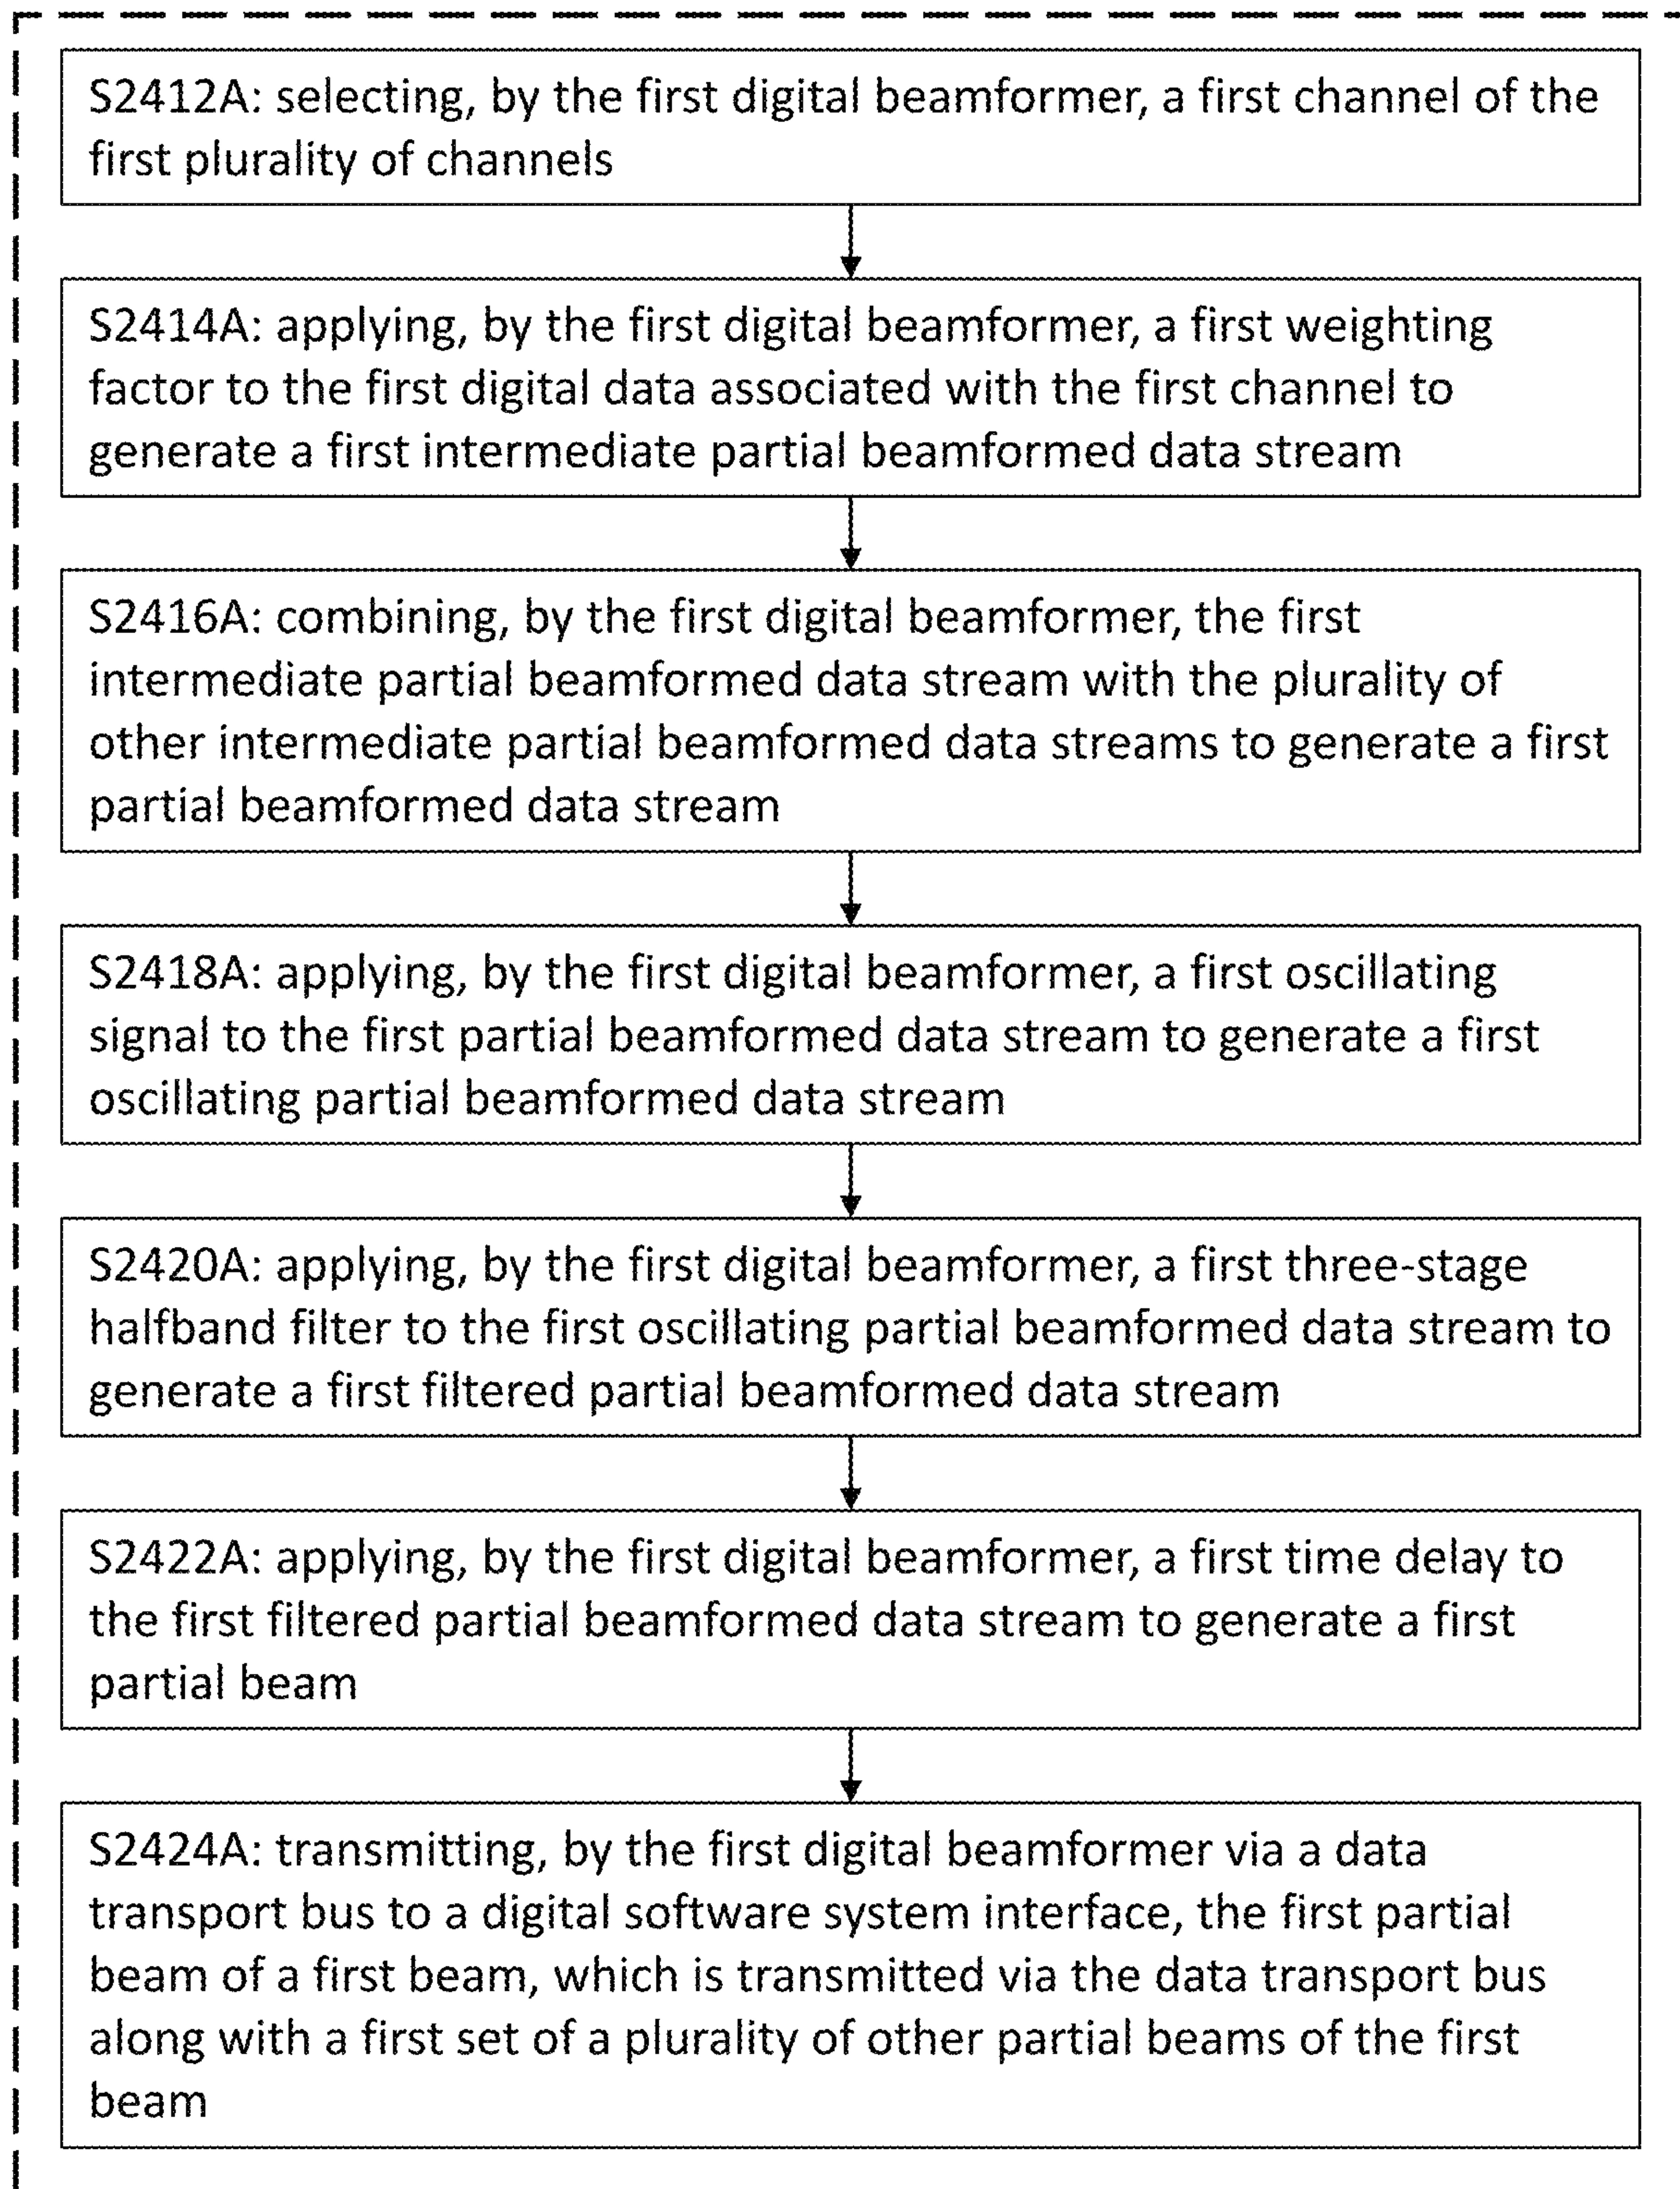 S2412A: selecting, by the first digital beamformer, a first channel of the
first plurality of channels
S2414A: applying, by the first digital beamformer, a first weighting
factor to the first digital data associated with the first channel to
generate a first intermediate partial beamformed data stream
S2416A: combining, by the first digital beamformer, the first
intermediate partial beamformed data stream with the plurality of
other intermediate partial beamformed data streams to generate a first
partial beamformed data stream
S2418A: applying, by the first digital beamformer, a first oscillating
signal to the first partial beamformed data stream to generate a first
oscillating partial beamformed data stream
S2420A: applying, by the first digital beamformer, a first three-stage
halfband filter to the first oscillating partial beamformed data stream to
generate a first filtered partial beamformed data stream
S2422A: applying, by the first digital beamformer, a first time delay to
the first filtered partial beamformed data stream to generate a first
partial beam
S2424A: transmitting, by the first digital beamformer via a data
transport bus to a digital software system interface, the first partial
beam of a first beam, which is transmitted via the data transport bus
along with a first set of a plurality of other partial beams of the first
beam